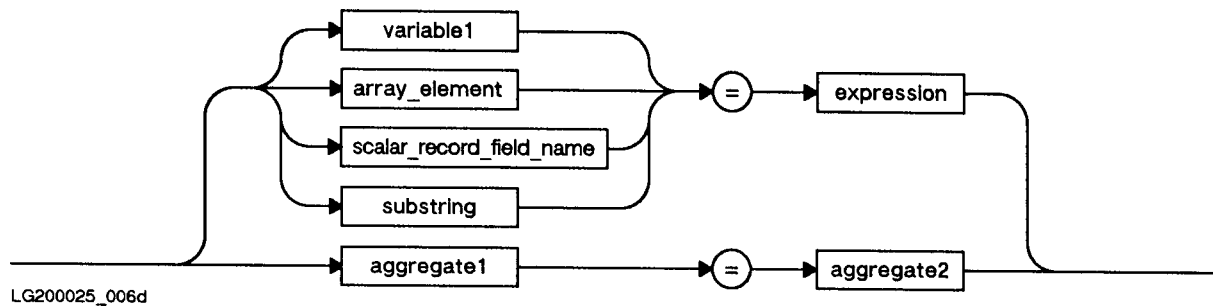 variable1
array_element = expression
scalar_record_field_name
substring
aggregate1 = aggregate2
LG200025_006d